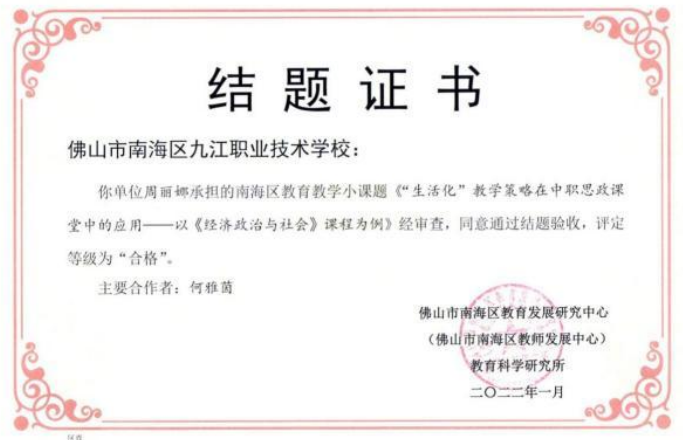 结题证书
佛山市南海区九江职业技术学校：
你单位周丽娜承担的南海区教育教学小课题《“生活化”教学策略在中职思政课
堂中的应用——以《经济政治与社会》课程为例》经审查，同意通过结题验收，评定
等级为“合格”。
主要合作者：何雅茵
佛山市南海区教育发展研究中心
（佛山市南海区教师发展中心）
教育科学研究所
二〇二二年一月